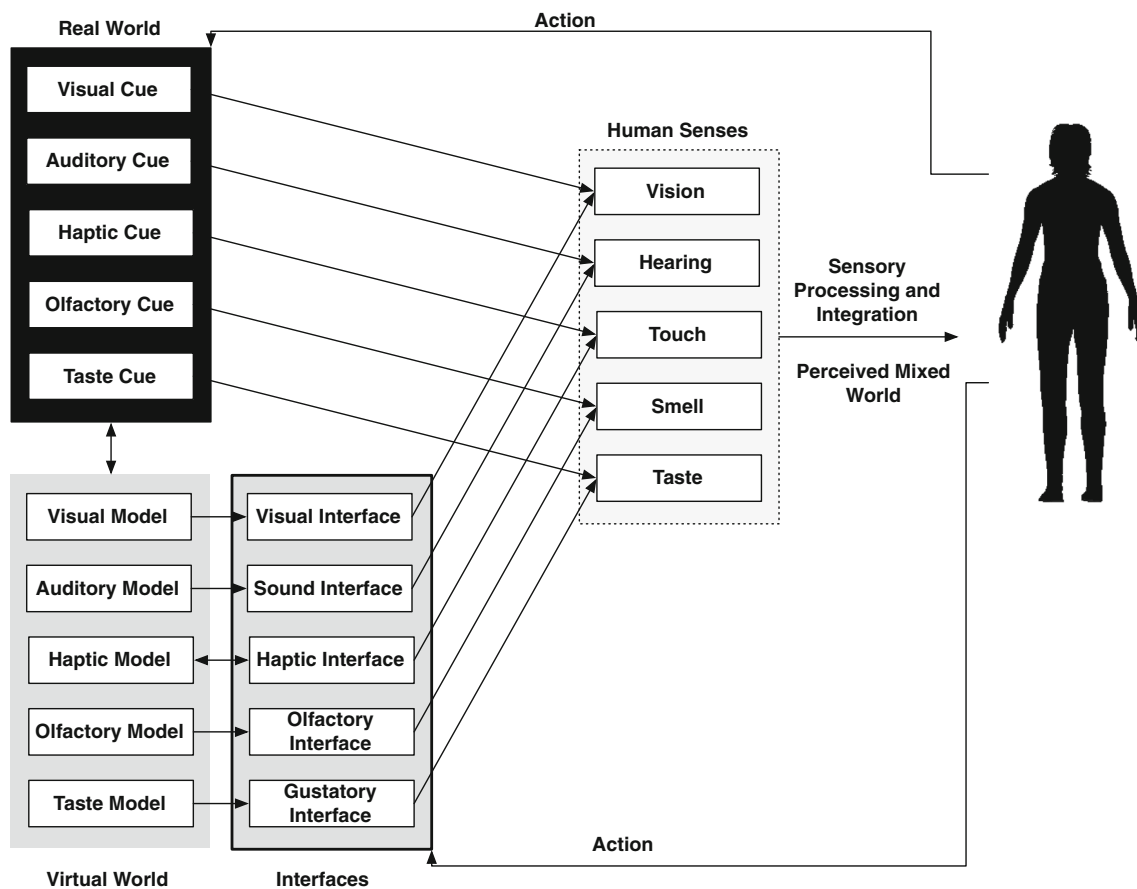 Action
Real World
Visual Cue
Auditory Cue
Haptic Cue
Olfactory Cue
Taste Cue
Human Senses
Vision
Hearing
Touch
Smell
Taste
Sensory
Processing and
Integration
Perceived Mixed
World
Visual Model
Auditory Model
Haptic Model
Olfactory Model
Taste Model
Visual Interface
Sound Interface
Haptic Interface
Olfactory
Interface
Gustatory
Interface
Action
Virtual World
Interfaces